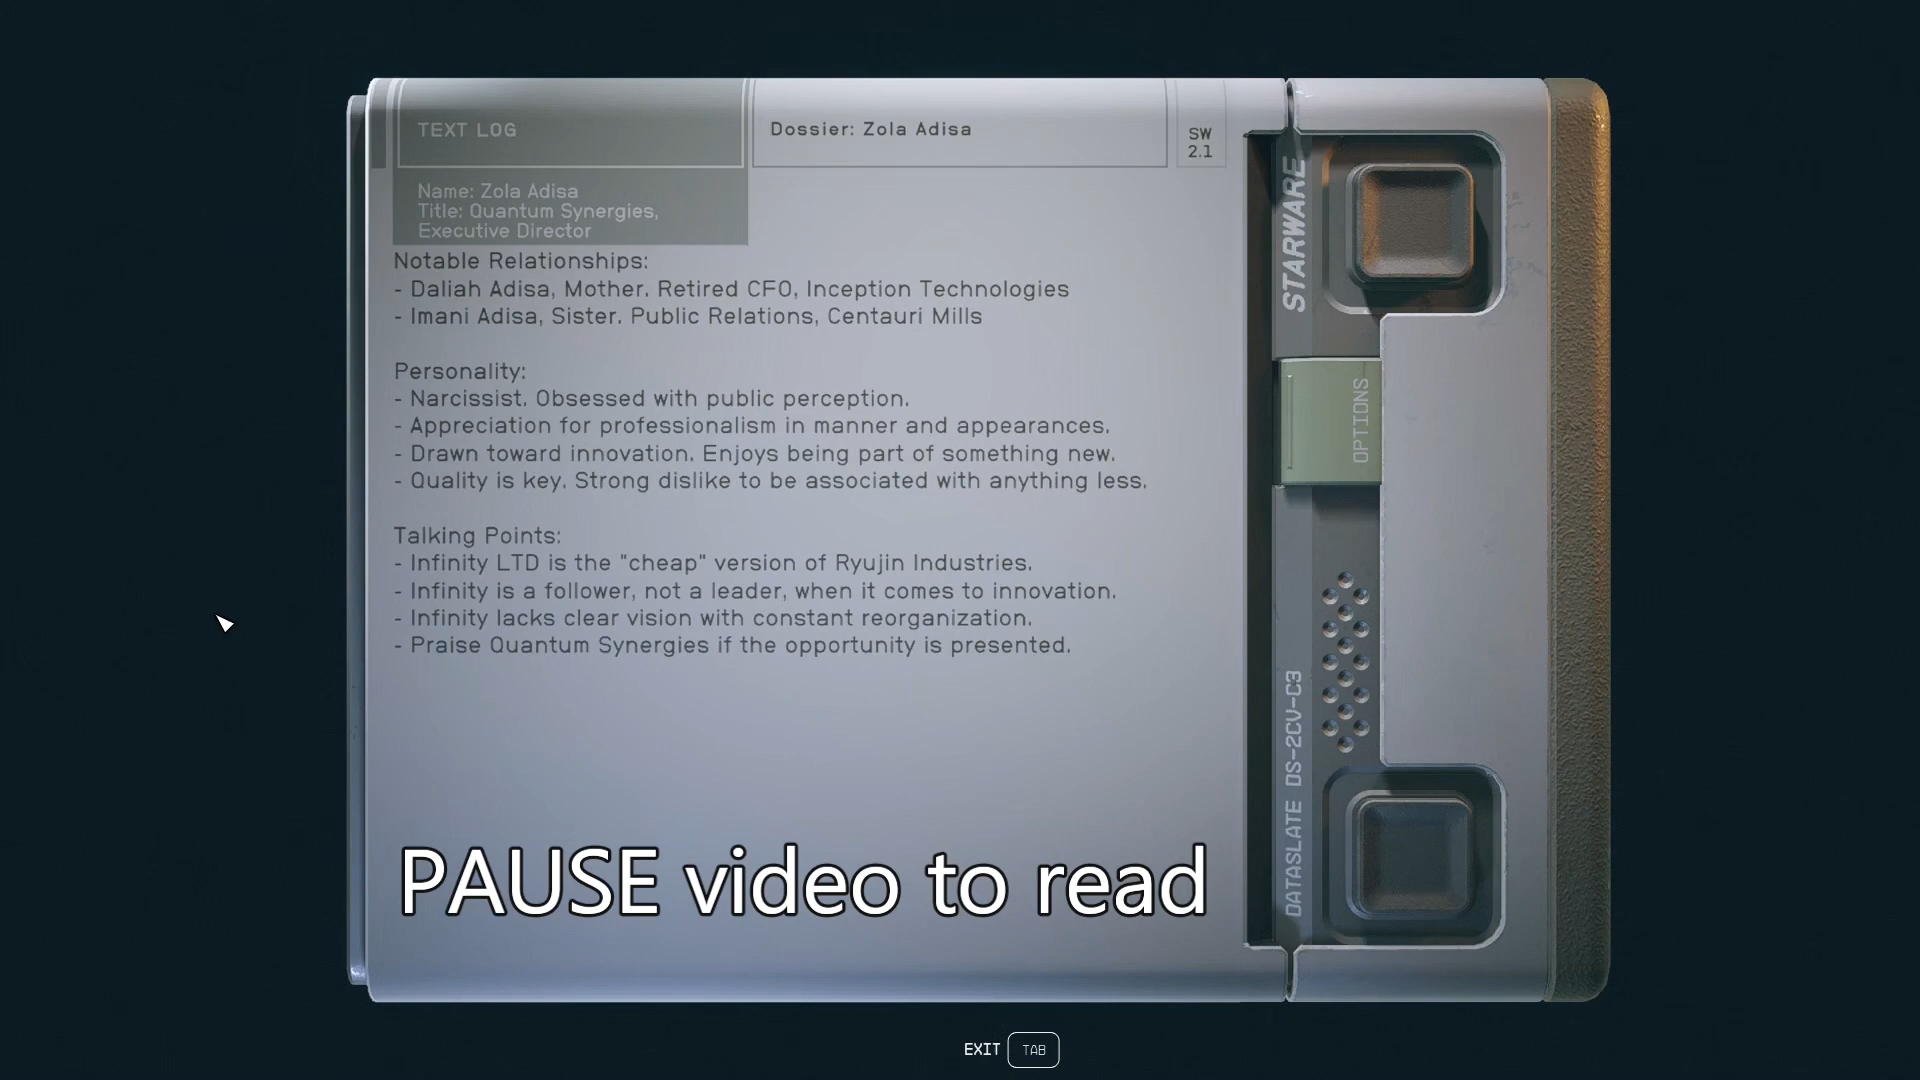 TEXT LOG
Dossier: Zola Adisa
SW
2.1
Name: Zola Adisa
Title: Quantum Synergies,
Executive Director
Notable Relationships:
- Daliah Adisa, Mother. Retired CFO, Inception Technologies
- Imani Adisa, Sister. Public Relations, Centauri Mills
Personality:
- Narcissist. Obsessed with public perception.
- Appreciation for professionalism in manner and appearances.
- Drawn toward innovation. Enjoys being part of something new.
- Quality is key. Strong dislike to be associated with anything less.
Talking Points:
- Infinity LTD is the "cheap" version of Ryujin Industries.
- Infinity is a follower, not a leader, when it comes to innovation.
- Infinity lacks clear vision with constant reorganization.
- Praise Quantum Synergies if the opportunity is presented.
PAUSE video to read
STARWARE
OPTIONS
DATASLATE DS-2CV-C3
EXIT TAB